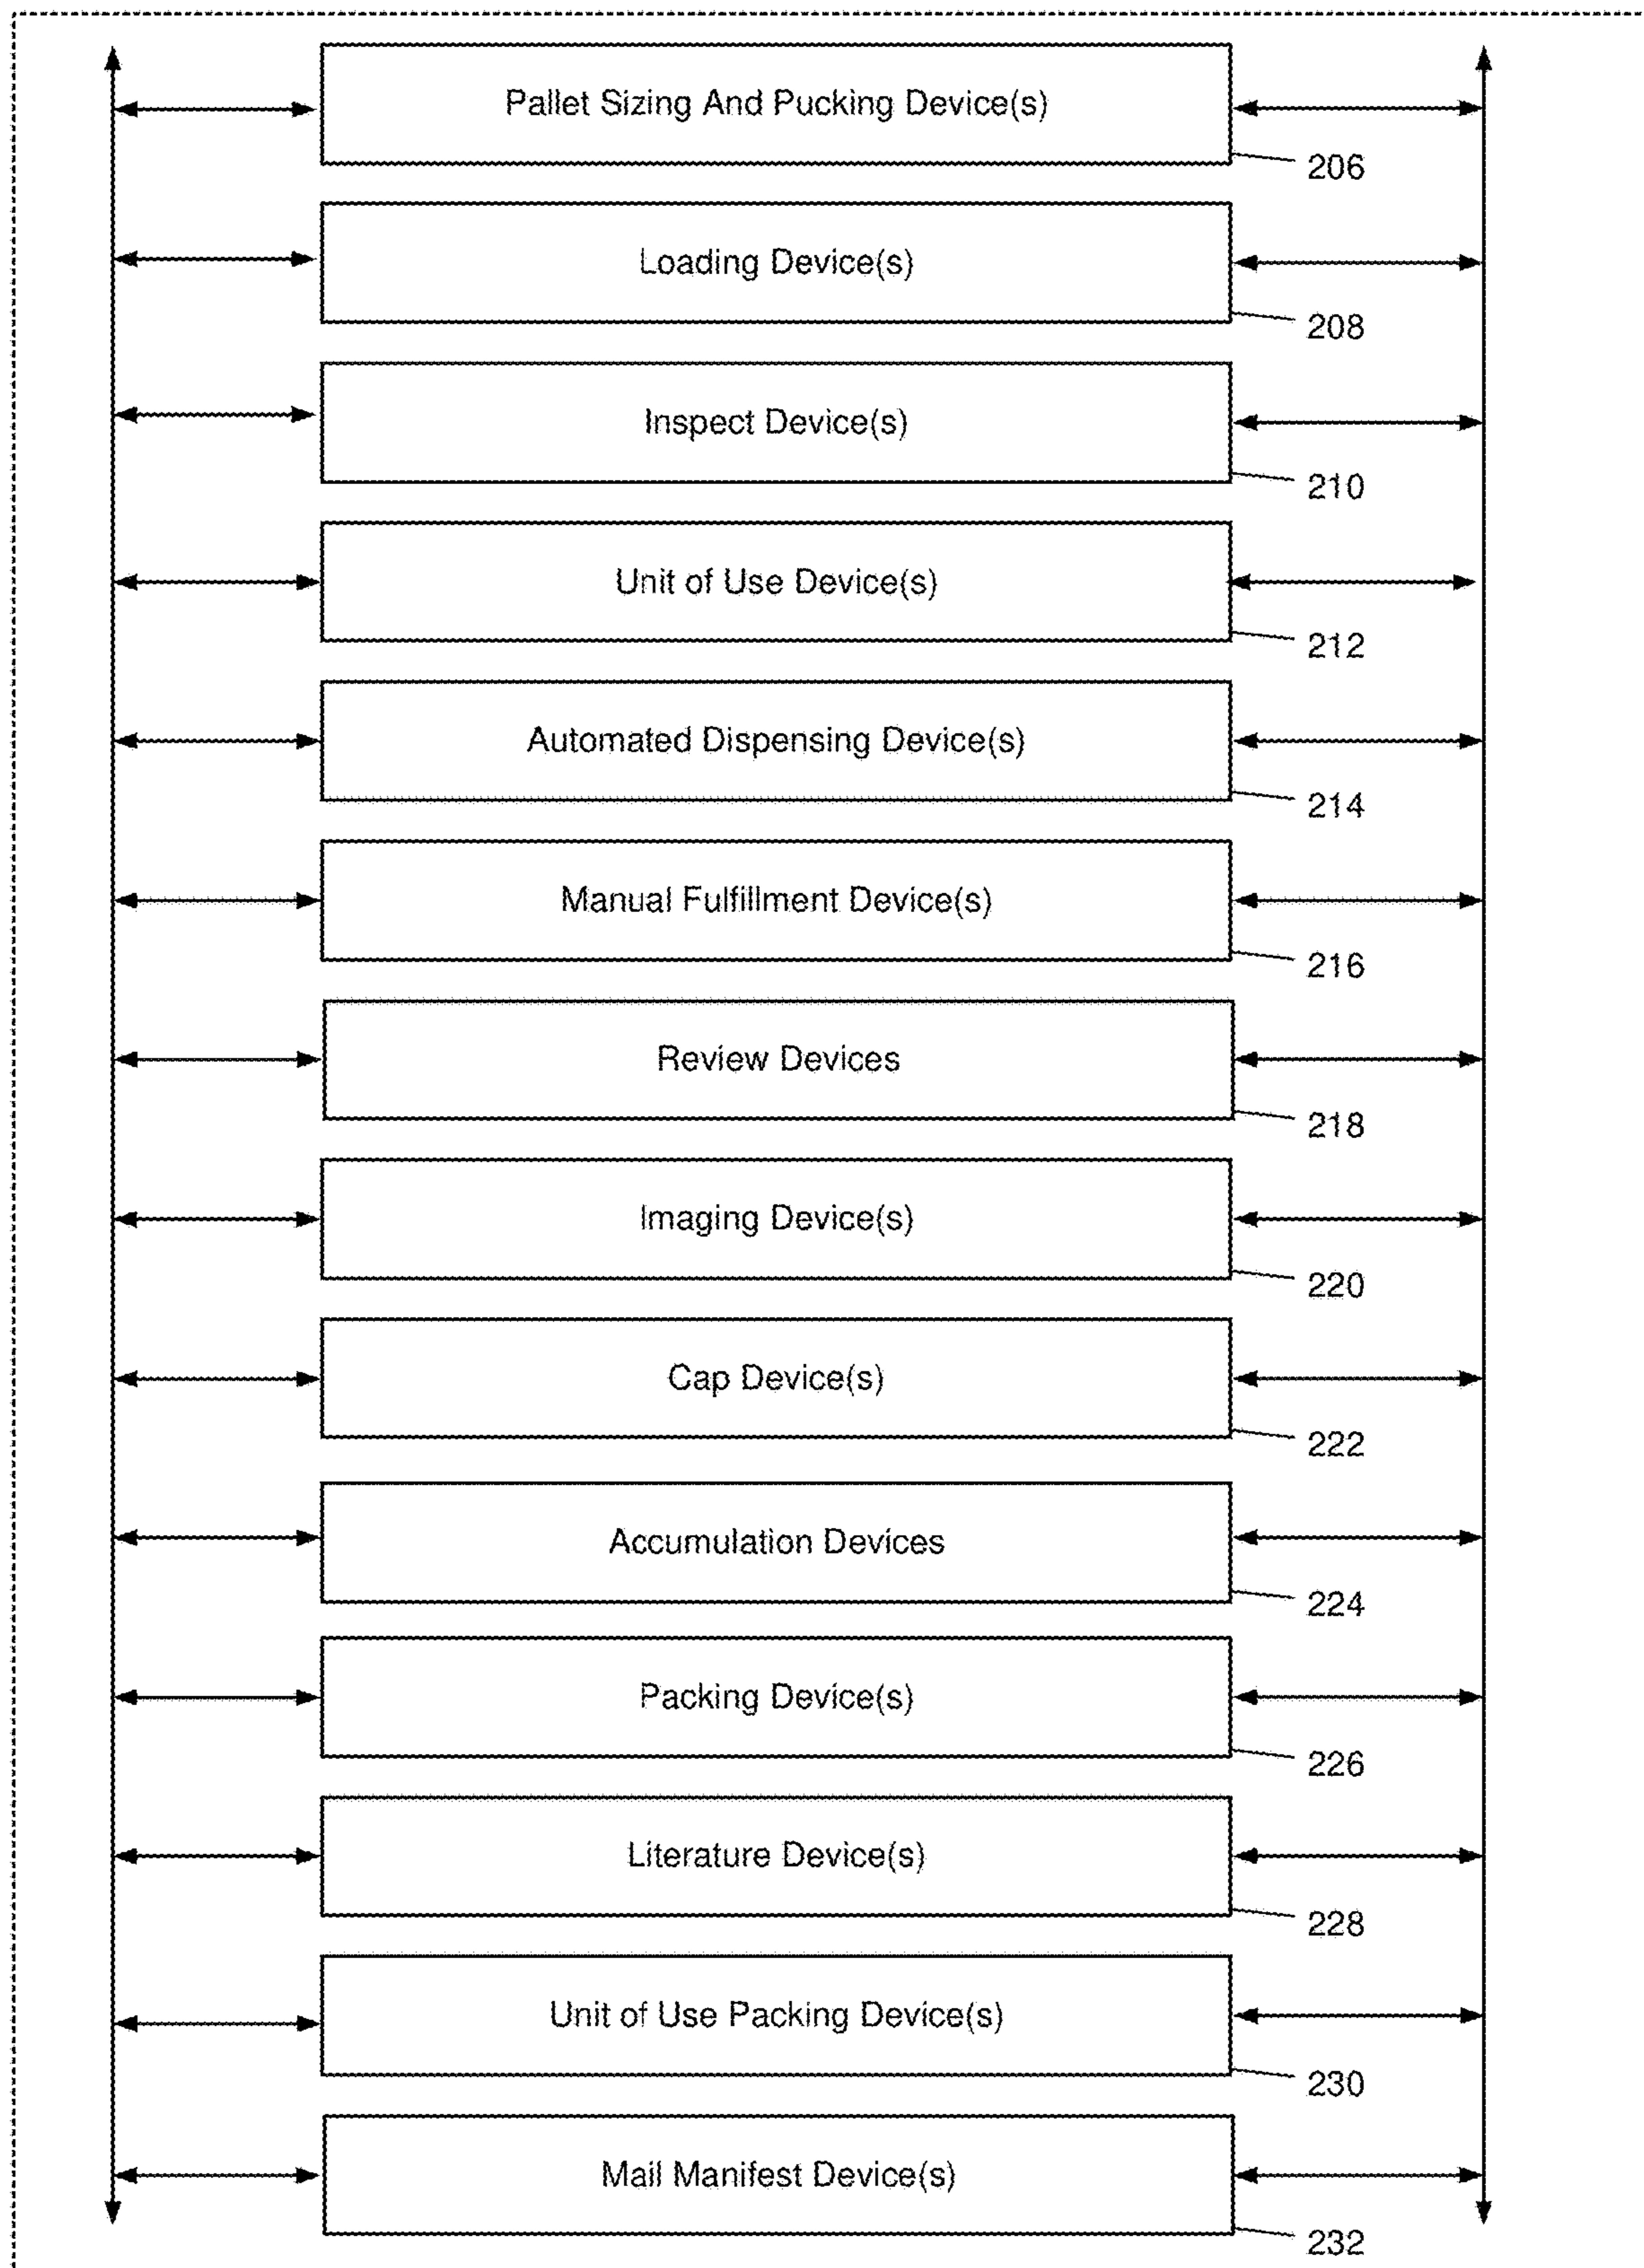 Pallet Sizing And Pucking Device(s)
206
Loading Device(s)
208
Inspect Device(s)
210
Unit of Use Device(s)
212
Automated Dispensing Device(s)
214
Manual Fulfillment Device(s)
216
Review Devices
218
Imaging Device(s)
220
Cap Device(s)
222
Accumulation Devices
224
Packing Device(s)
226
Literature Device(s)
228
Unit of Use Packing Device(s)
230
Mail Manifest Device(s)
232